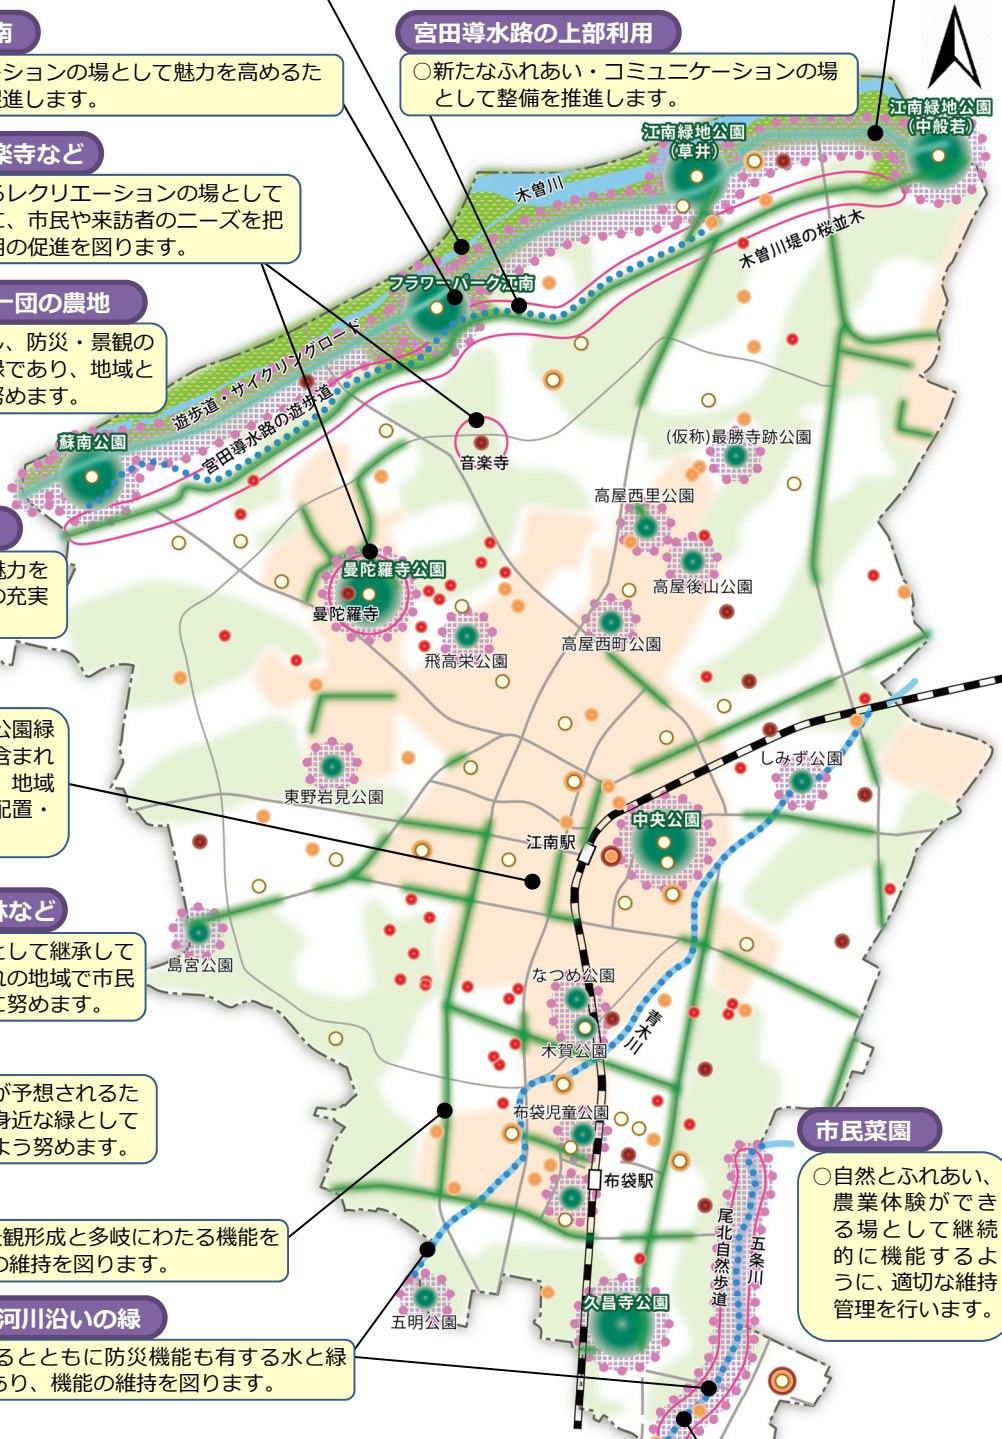 南
宮田導水路の上部利用
ーションの場として魅力を高めるた
促進します。
○新たなふれあい・コミュニケーションの場
として整備を推進します。
江南緑地公園
(中般若)
江南緑地公園
(草井)
楽寺など
るレクリエーションの場として
に、市民や来訪者のニーズを把
用の促進を図ります。
木曽川
木曽川堤の桜並木
フラワーパーク江南
一団の農地
し、防災・景観の
緑であり、地域と
努めます。
遊歩道・サイクリングロード
宮田導水路の遊歩道
蘇南公園
(仮称)最勝寺跡公園
音楽寺
高屋西里公園
魅力を
の充実
曼陀羅寺公園
高屋後山公園
曼陀羅寺
飛高栄公園
高屋西町公園
公園緑
含まれ
地域
配置・
しみず公園
東野岩見公園
中央公園
江南駅
林など
として継承して
れの地域で市民
に努めます。
島宮公園
なつめ公園
青木川
木賀公園
が予想されるた
身近な緑として
よう努めます。
布袋児童公園
市民菜園
○自然とふれあい、
農業体験ができ
る場として継続
的に機能するよ
うに、適切な維持
管理を行います。
布袋駅
尾北自然歩道
五条川
景観形成と多岐にわたる機能を
の維持を図ります。
久昌寺公園
五明公園
河川沿いの緑
るとともに防災機能も有する水と緑
あり、機能の維持を図ります。